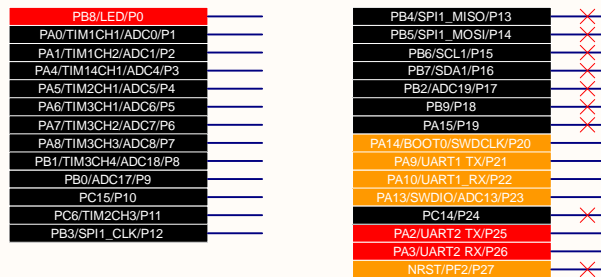 PB8/LED/P0
PA0/TIM1CH1/ADC0/P1
PA1/TIM1CH2/ADC1/P2
PA4/TIM14CH1/ADC4/P3
PA5/TIM2CH1/ADC5/P4
PA6/TIM3CH1/ADC6/P5
PA7/TIM3CH2/ADC7/P6
PA8/TIM3CH3/ADC8/P7
PB1/TIM3CH4/ADC18/P8
PB0/ADC17/P9
PC15/P10
PC6/TIM2CH3/P11
PB3/SPI1_CLK/P12
PB4/SPI1_MISO/P13
PB5/SPI1_MOSI/P14
PB6/SCL1/P15
PB7/SDA1/P16
PB2/ADC19/P17
PB9/P18
PA15/P19
PA14/BOOT0/SWDCLK/P20
PA9/UART1 TX/P21
PA10/UART1_RX/P22
PA13/SWDIO/ADC13/P23
PC14/P24
PA2/UART2 TX/P25
PA3/UART2 RX/P26
NRST/PF2/P27